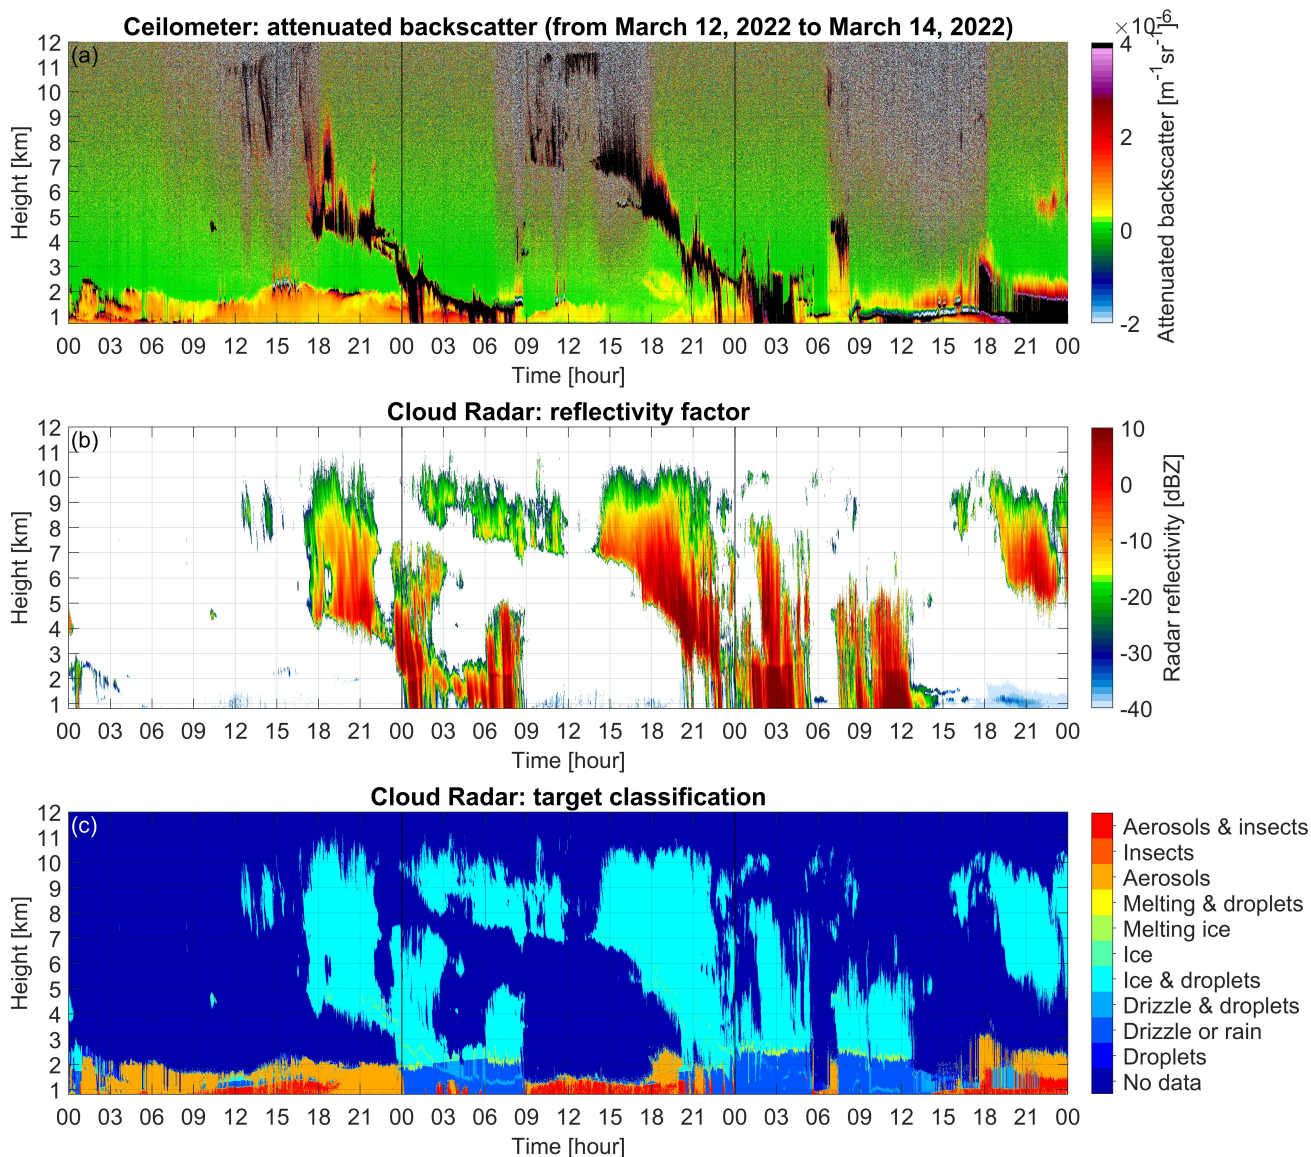 Ceilometer: attenuated backscatter (from March 12, 2022 to March 14, 2022)
×10⁻⁶
(a)
12
11
10
9
8
7
6
5
4
3
2
1
Height [km]
00 03 06 09 12 15 18 21 00 03 06 09 12 15 18 21 00 03 06 09 12 15 18 21 00
Time [hour]
4
2
0
-2
Attenuated backscatter [m⁻¹sr⁻¹]
Cloud Radar: reflectivity factor
(b)
12
11
10
9
8
7
6
5
4
3
2
1
Height [km]
00 03 06 09 12 15 18 21 00 03 06 09 12 15 18 21 00 03 06 09 12 15 18 21 00
Time [hour]
10
0
-10
-20
-30
-40
Radar reflectivity [dBZ]
Cloud Radar: target classification
(c)
12
11
10
9
8
7
6
5
4
3
2
1
Height [km]
00 03 06 09 12 15 18 21 00 03 06 09 12 15 18 21 00 03 06 09 12 15 18 21 00
Time [hour]
Aerosols & insects
Insects
Aerosols
Melting & droplets
Melting ice
Ice
Ice & droplets
Drizzle & droplets
Drizzle or rain
Droplets
No data